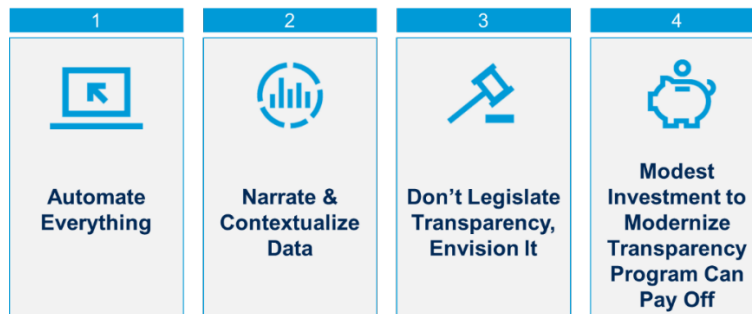 1
Automate
Everything
2
Narrate &
Contextualize
Data
3
Don't Legislate
Transparency,
Envision It
4
Modest
Investment to
Modernize
Transparency
Program Can
Pay Off